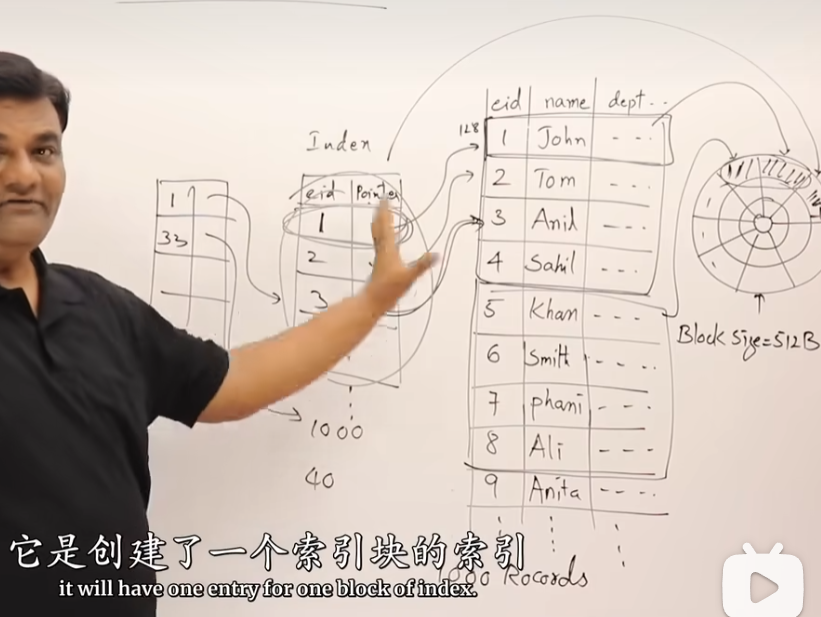 Index
eid Pointer
1
2
3
1000
40
1
33
128
eid name dept..
1 John ---
2 Tom ---
3 Anil ---
4 Sahil ---
5 Khan ---
6 Smith ---
7 phani ---
8 Ali ---
9 Anita ----
Records
Block Size=512B
它是创建了一个索引块的索引
it will have one entry for one block of index.